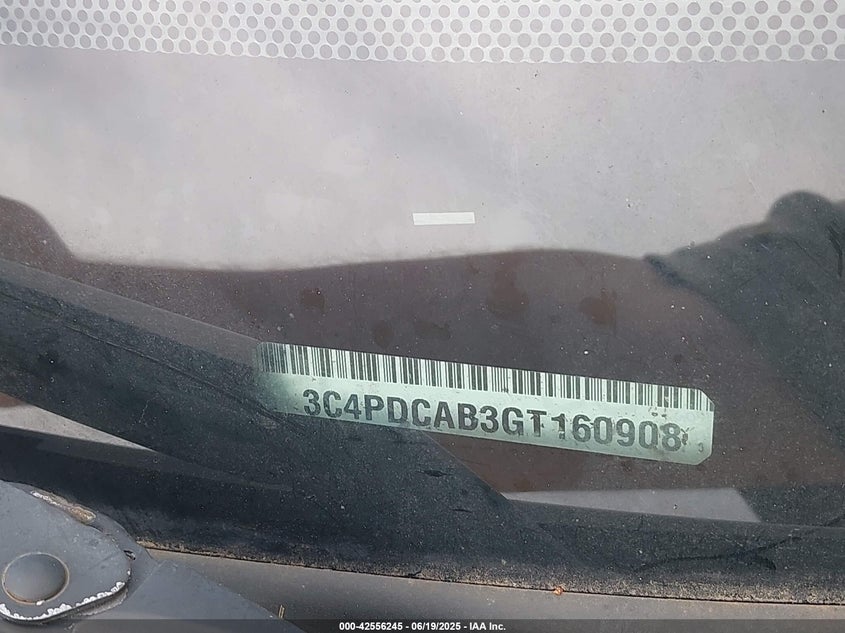 3C4PDCAB3GT160908
000-42556245 - 06/19/2025 - IAA Inc.